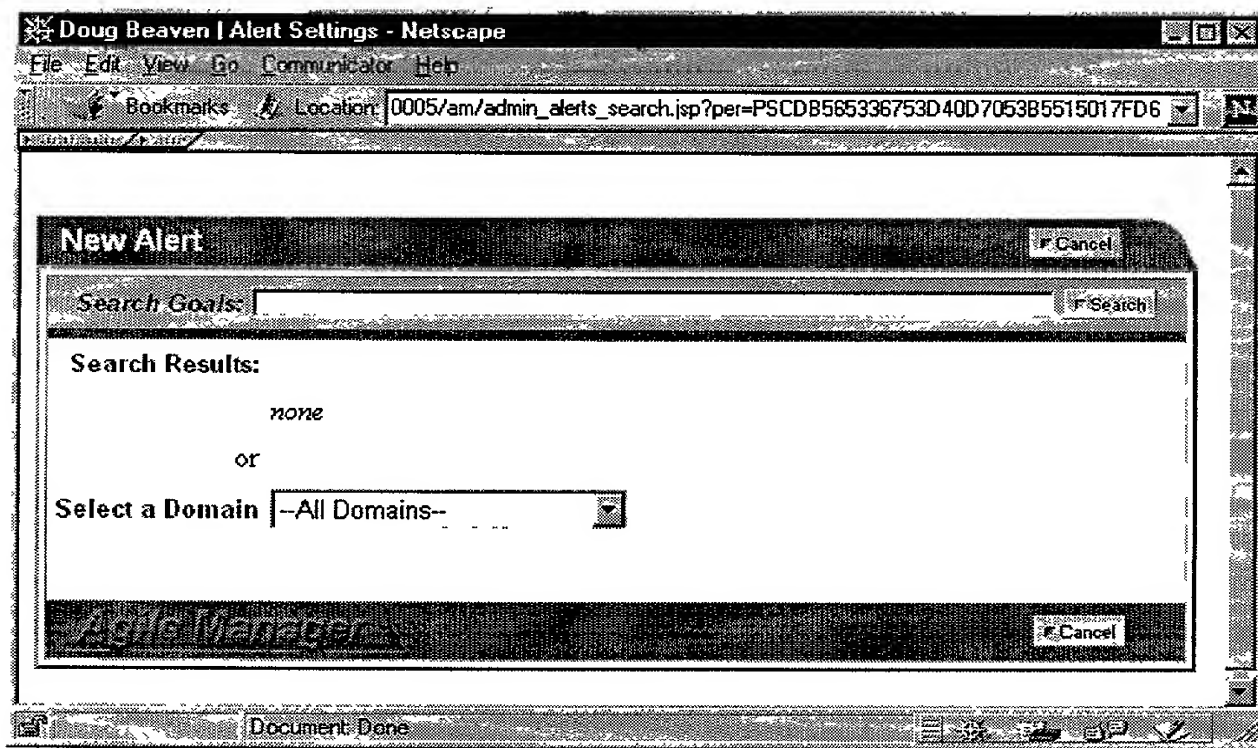 Doug Beaven | Alert Settings - Netscape
File Edit View Go Communicator Help
Bookmarks Location: 0005/am/admin_alerts_search.jsp?per=PSCDB565336753D40D7053B5515017FD6
New Alert Cancel
Search Goals: Search
Search Results:
none
or
Select a Domain --All Domains--
Agile Manager Cancel
Document: Done